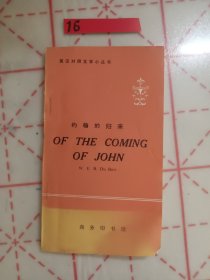 16
英汉对照文学小丛书
约翰的归来
OF THE COMING
OF JOHN
W. E. B. Du Bois
商务印书馆